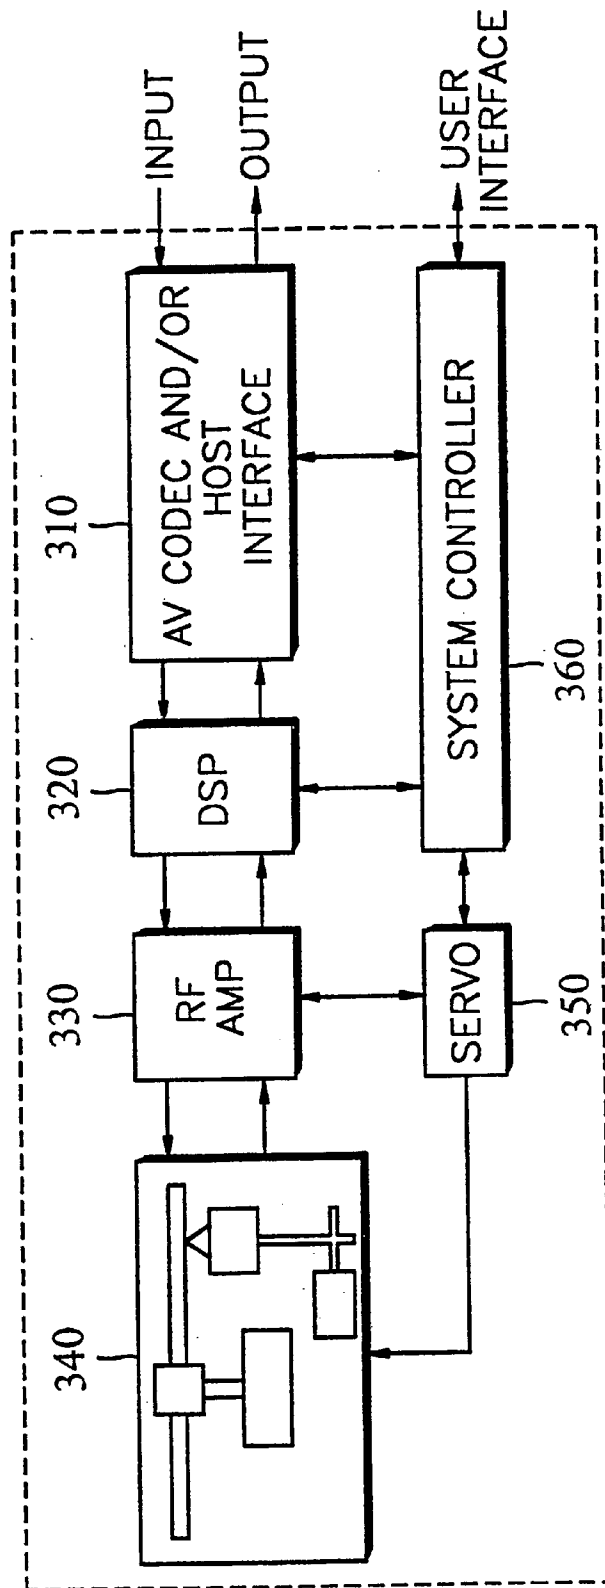 340
330
RF
AMP
320
DSP
310
AV CODEC AND/OR
HOST
INTERFACE
INPUT
OUTPUT
SERVO
350
SYSTEM CONTROLLER
360
USER
INTERFACE